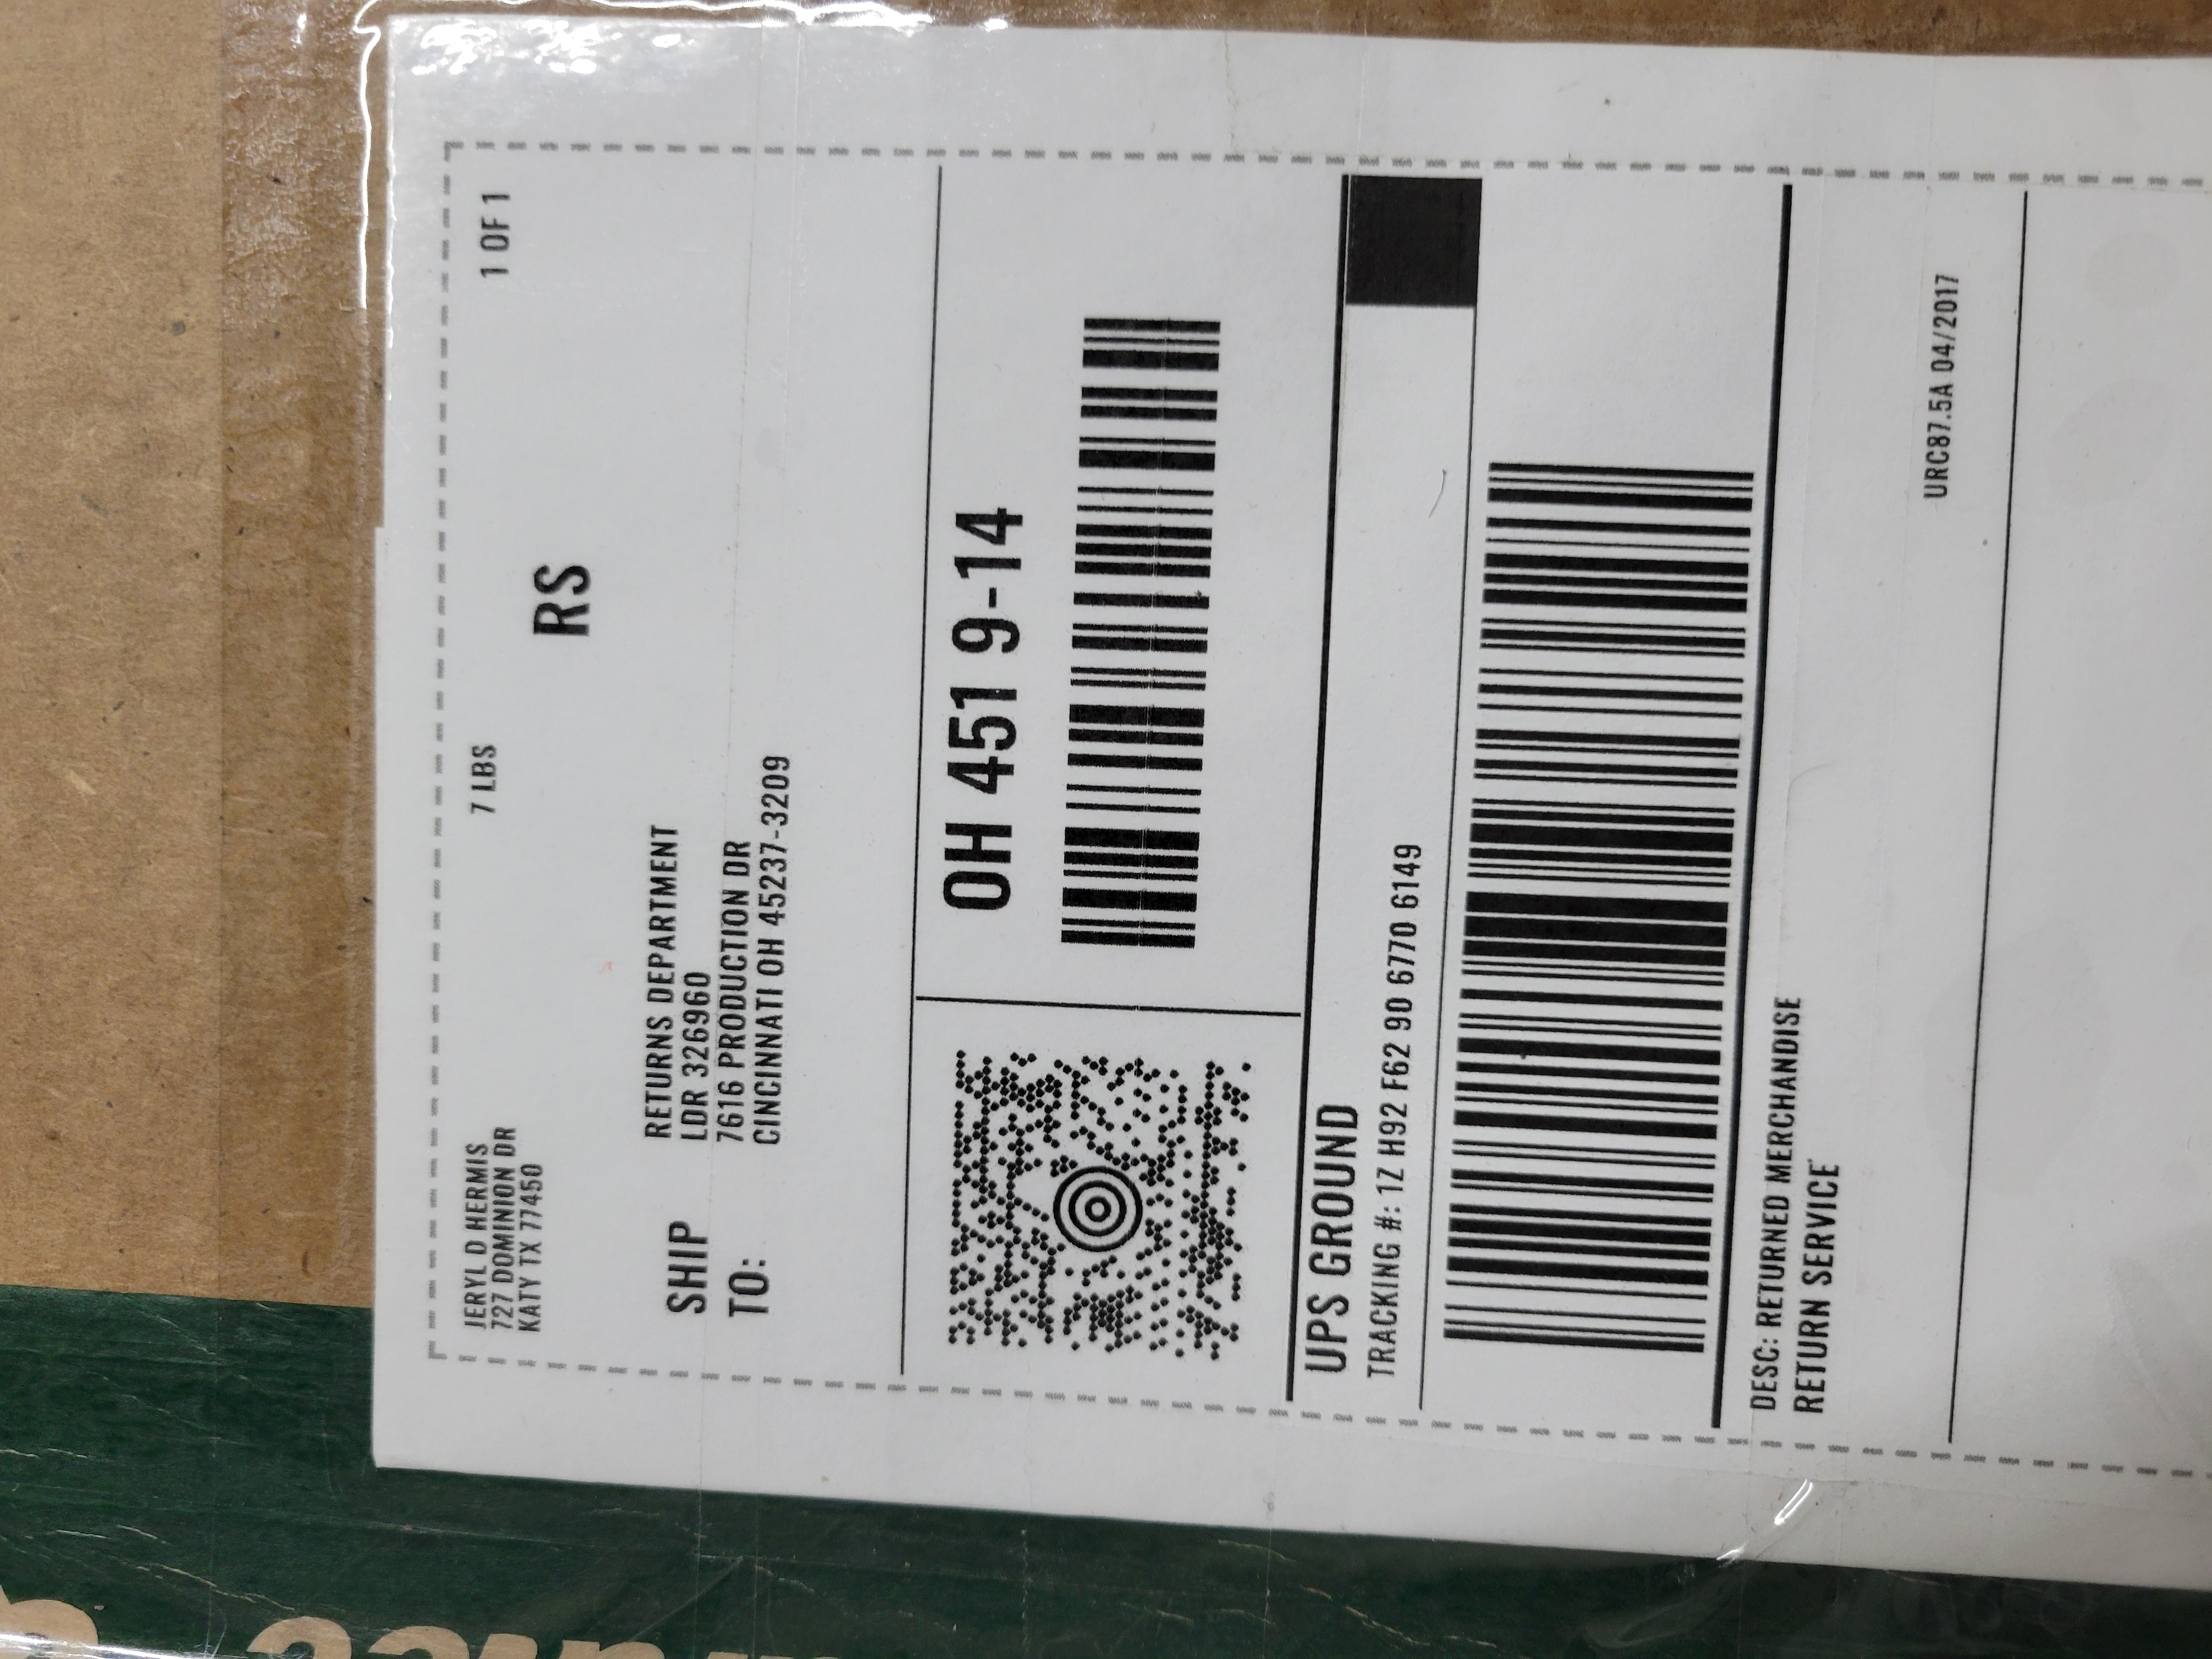 JERYL D HERMIS
727 DOMINION DR
KATY TX 77450
7 LBS
1 OF 1
RS
SHIP TO:
RETURNS DEPARTMENT
LDR 326960
7616 PRODUCTION DR
CINCINNATI OH 45237-3209
OH 451 9-14
UPS GROUND
TRACKING #: 1Z H92 F62 90 6770 6149
DESC: RETURNED MERCHANDISE
RETURN SERVICE
URC87.5A 04/2017